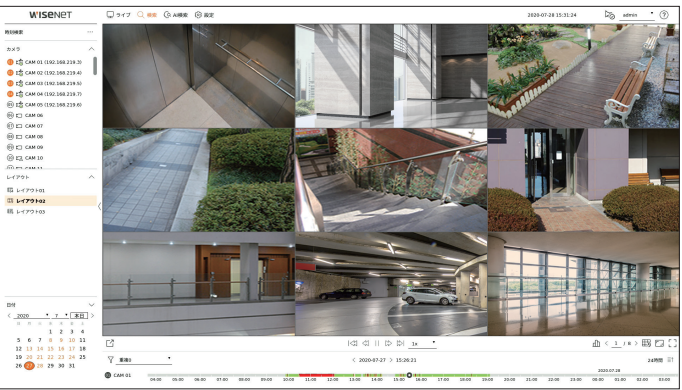 WISENET
ライブ 検索 AI検索 設定
2020-07-28 15:31:24
admin
時刻検索
カメラ
CAM 01 (192.168.219.3)
CAM 02 (192.168.219.4)
CAM 03 (192.168.219.5)
CAM 04 (192.168.219.7)
CAM 05 (192.168.219.6)
CAM 06
CAM 07
CAM 08
CAM 09
CAM 10
レイアウト
レイアウト01
レイアウト02
レイアウト03
日付
2020 7 本日
1 2 3 4
5 6 7 8 9 10 11
12 13 14 15 16 17 18
19 20 21 22 23 24 25
26 27 28 29 30 31
1x
1 / 8
重複0
2020-07-27 15:26:21
24時間
2020.07.28
CAM 01
04:00 05:00 06:00 07:00 08:00 09:00 10:00 11:00 12:00 13:00 14:00 15:00 16:00 17:00 18:00 19:00 20:00 21:00 22:00 23:00 00:00 01:00 02:00 03:00